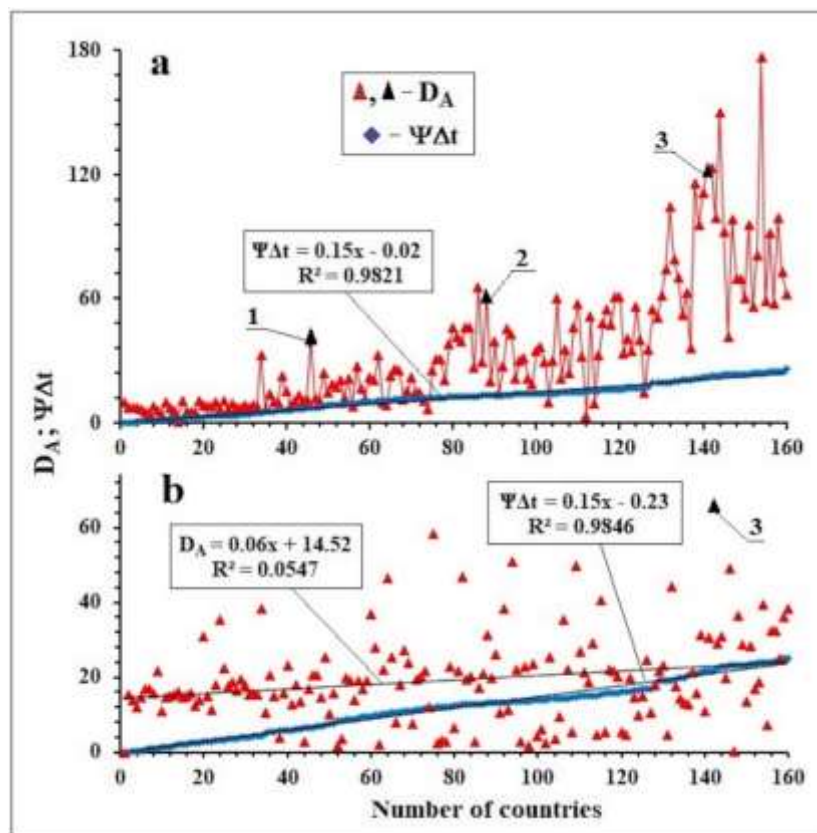 a
180
120
60
0
▲, ▲ – D_A
◆ – ΨΔt
3
ΨΔt = 0.15x - 0.02
R² = 0.9821
2
1
0 20 40 60 80 100 120 140 160
D_A ; ΨΔt
b
60
40
20
0
ΨΔt = 0.15x - 0.23
R² = 0.9846
3
D_A = 0.06x + 14.52
R² = 0.0547
0 20 40 60 80 100 120 140 160
Number of countries